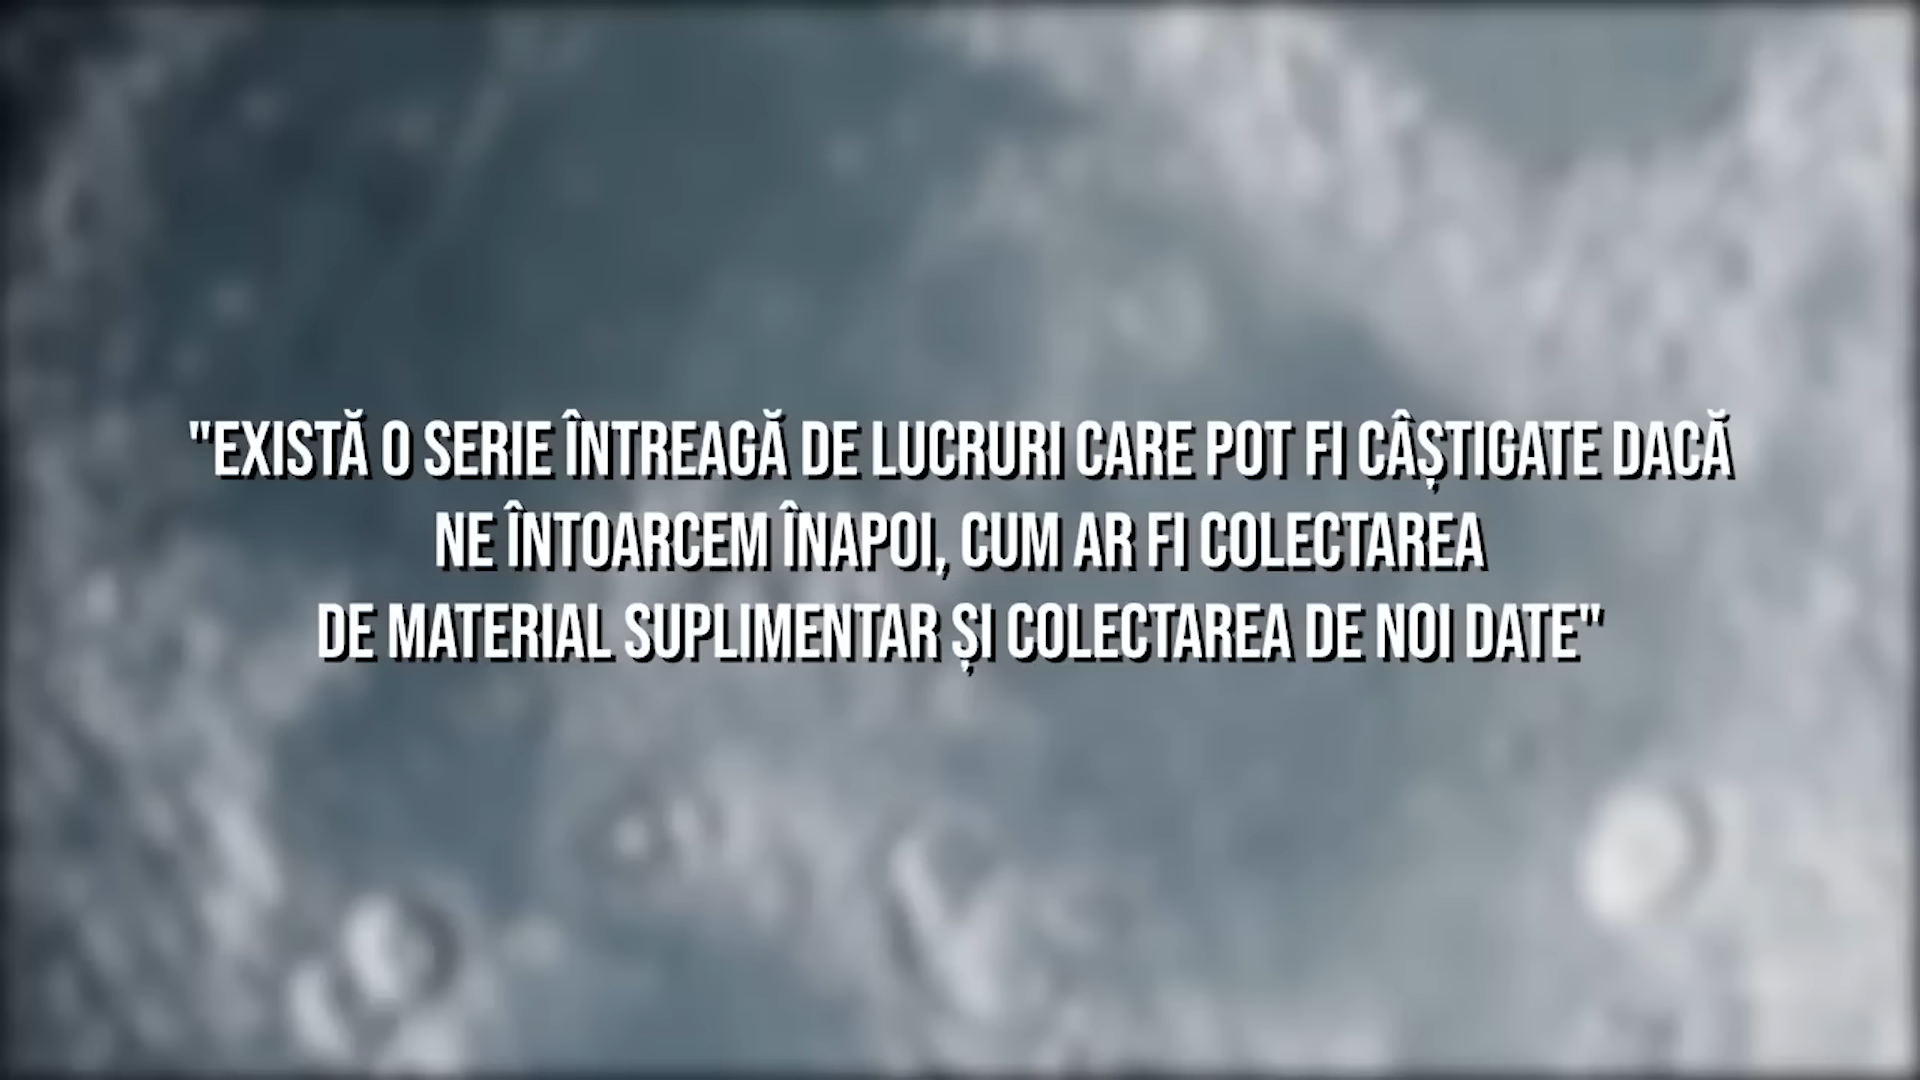 "EXISTĂ O SERIE ÎNTREAGĂ DE LUCRURI CARE POT FI CÂȘTIGATE DACĂ
NE ÎNTOARCEM ÎNAPOI, CUM AR FI COLECTAREA
DE MATERIAL SUPLIMENTAR ȘI COLECTAREA DE NOI DATE"